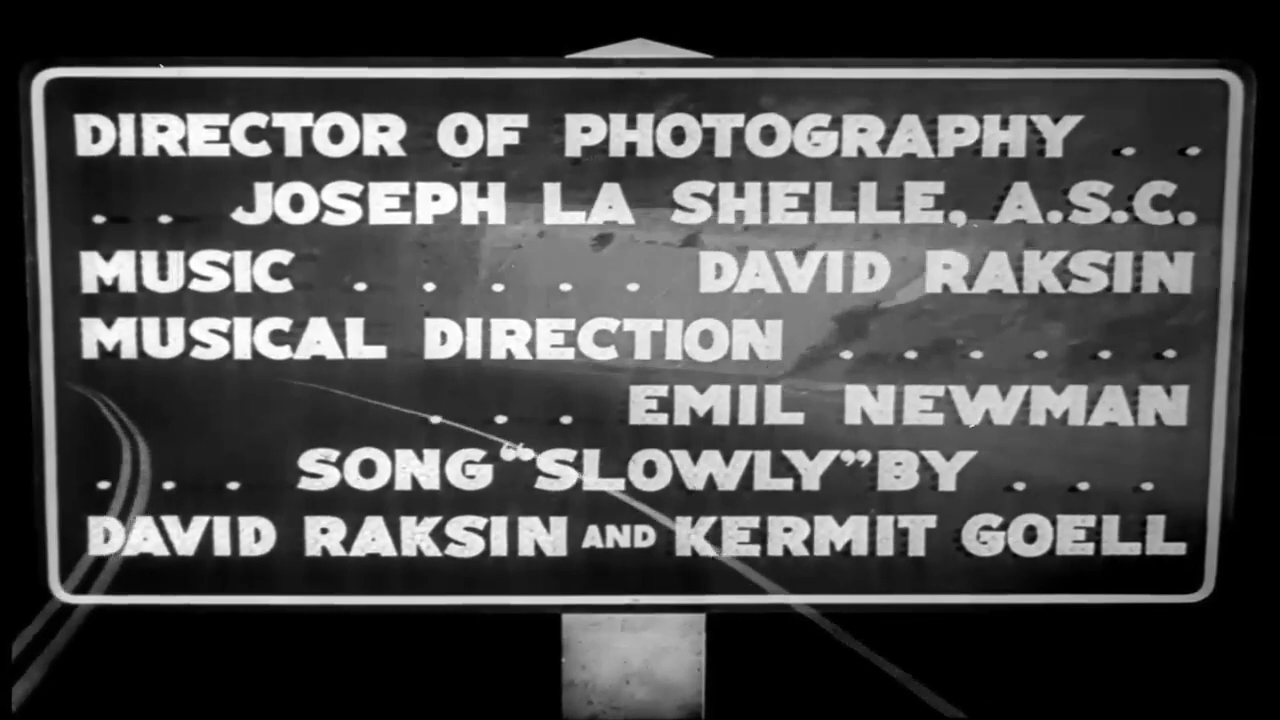 DIRECTOR OF PHOTOGRAPHY . .
. . JOSEPH LA SHELLE, A.S.C.
MUSIC . . . . . DAVID RAKSIN
MUSICAL DIRECTION . . . . . .
. . . EMIL NEWMAN
. . . SONG “SLOWLY” BY . . .
DAVID RAKSIN AND KERMIT GOELL